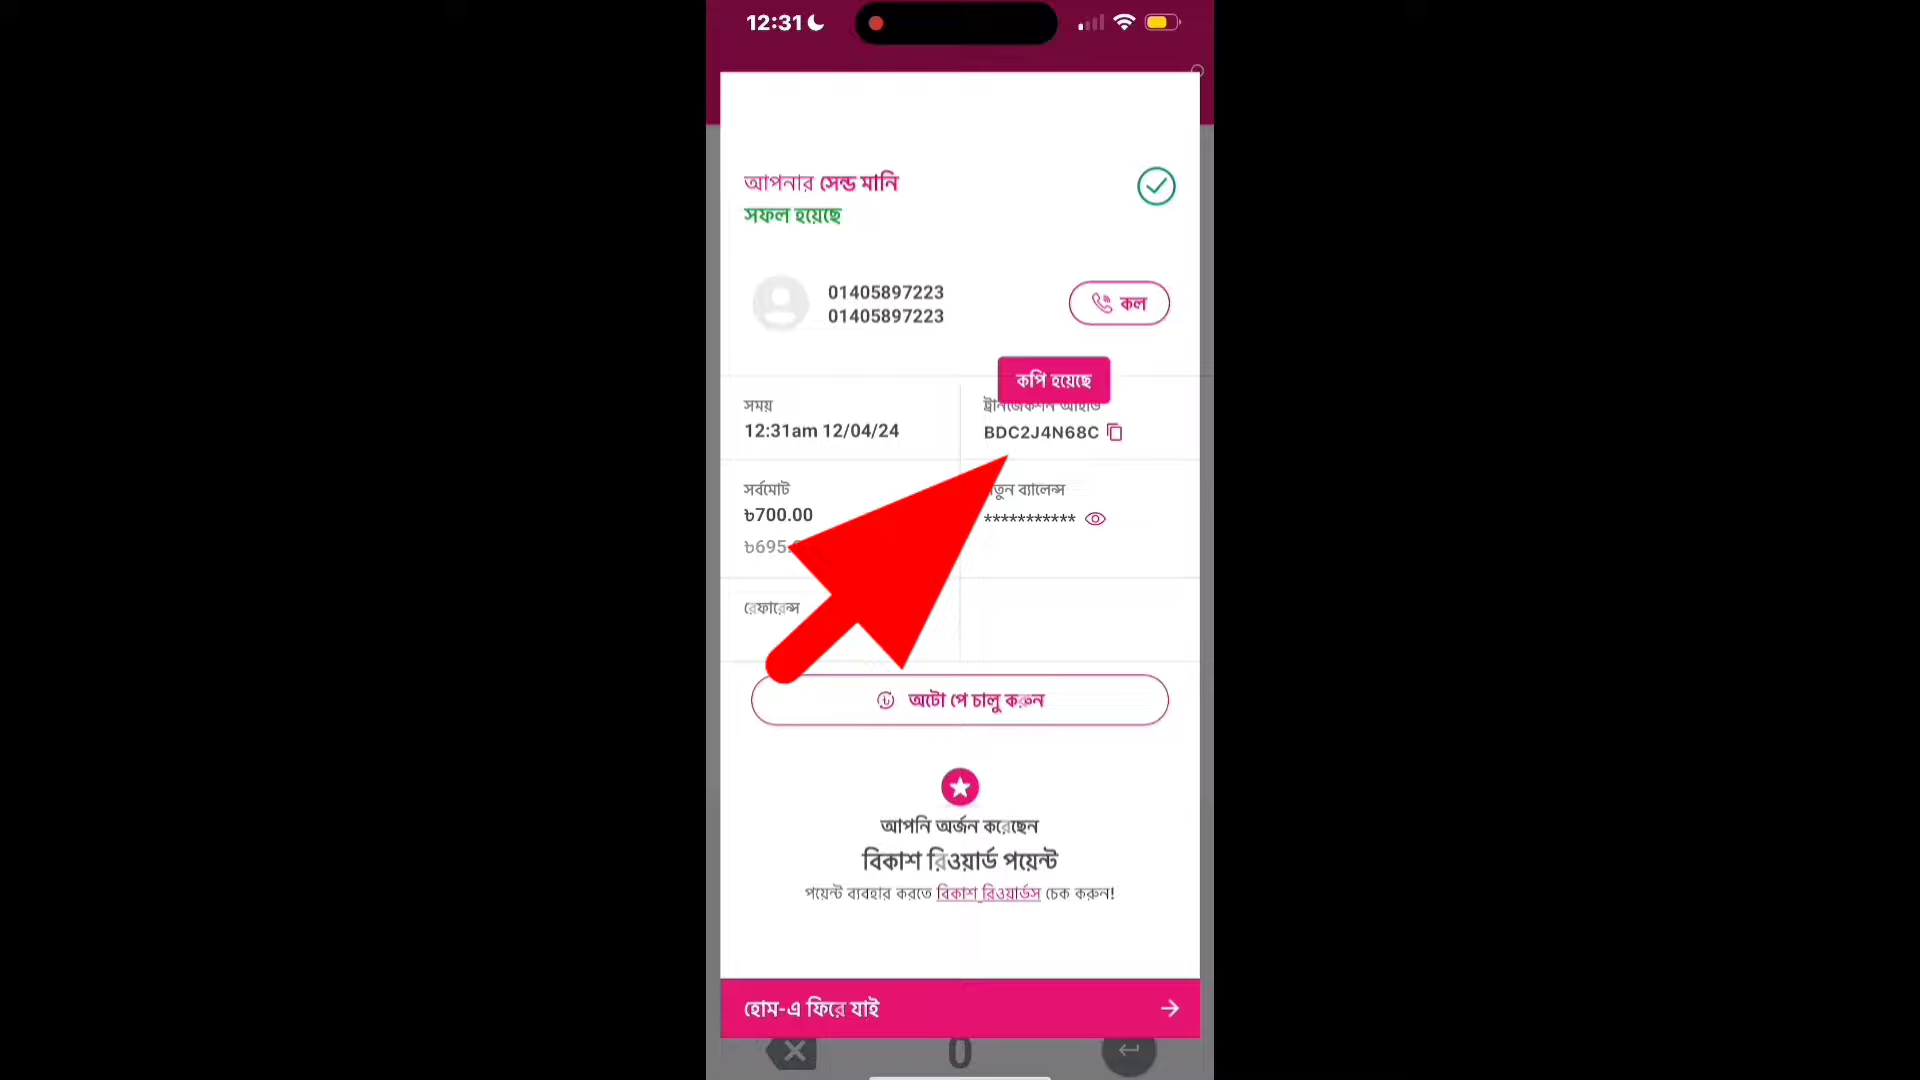 12:31
আপনার সেন্ড মানি
সফল হয়েছে
01405897223
01405897223
কল
কপি হয়েছে
সময়
12:31am 12/04/24
BDC2J4N68C
সর্বমোট
৳700.00
ব্যালেন্স
***********
৳695.
রেফারেন্স
অটো পে চালু করুন
আপনি অর্জন করেছেন
বিকাশ রিওয়ার্ড পয়েন্ট
পয়েন্ট ব্যবহার করতে বিকাশ রিওয়ার্ডস চেক করুন!
হোম-এ ফিরে যাই
0